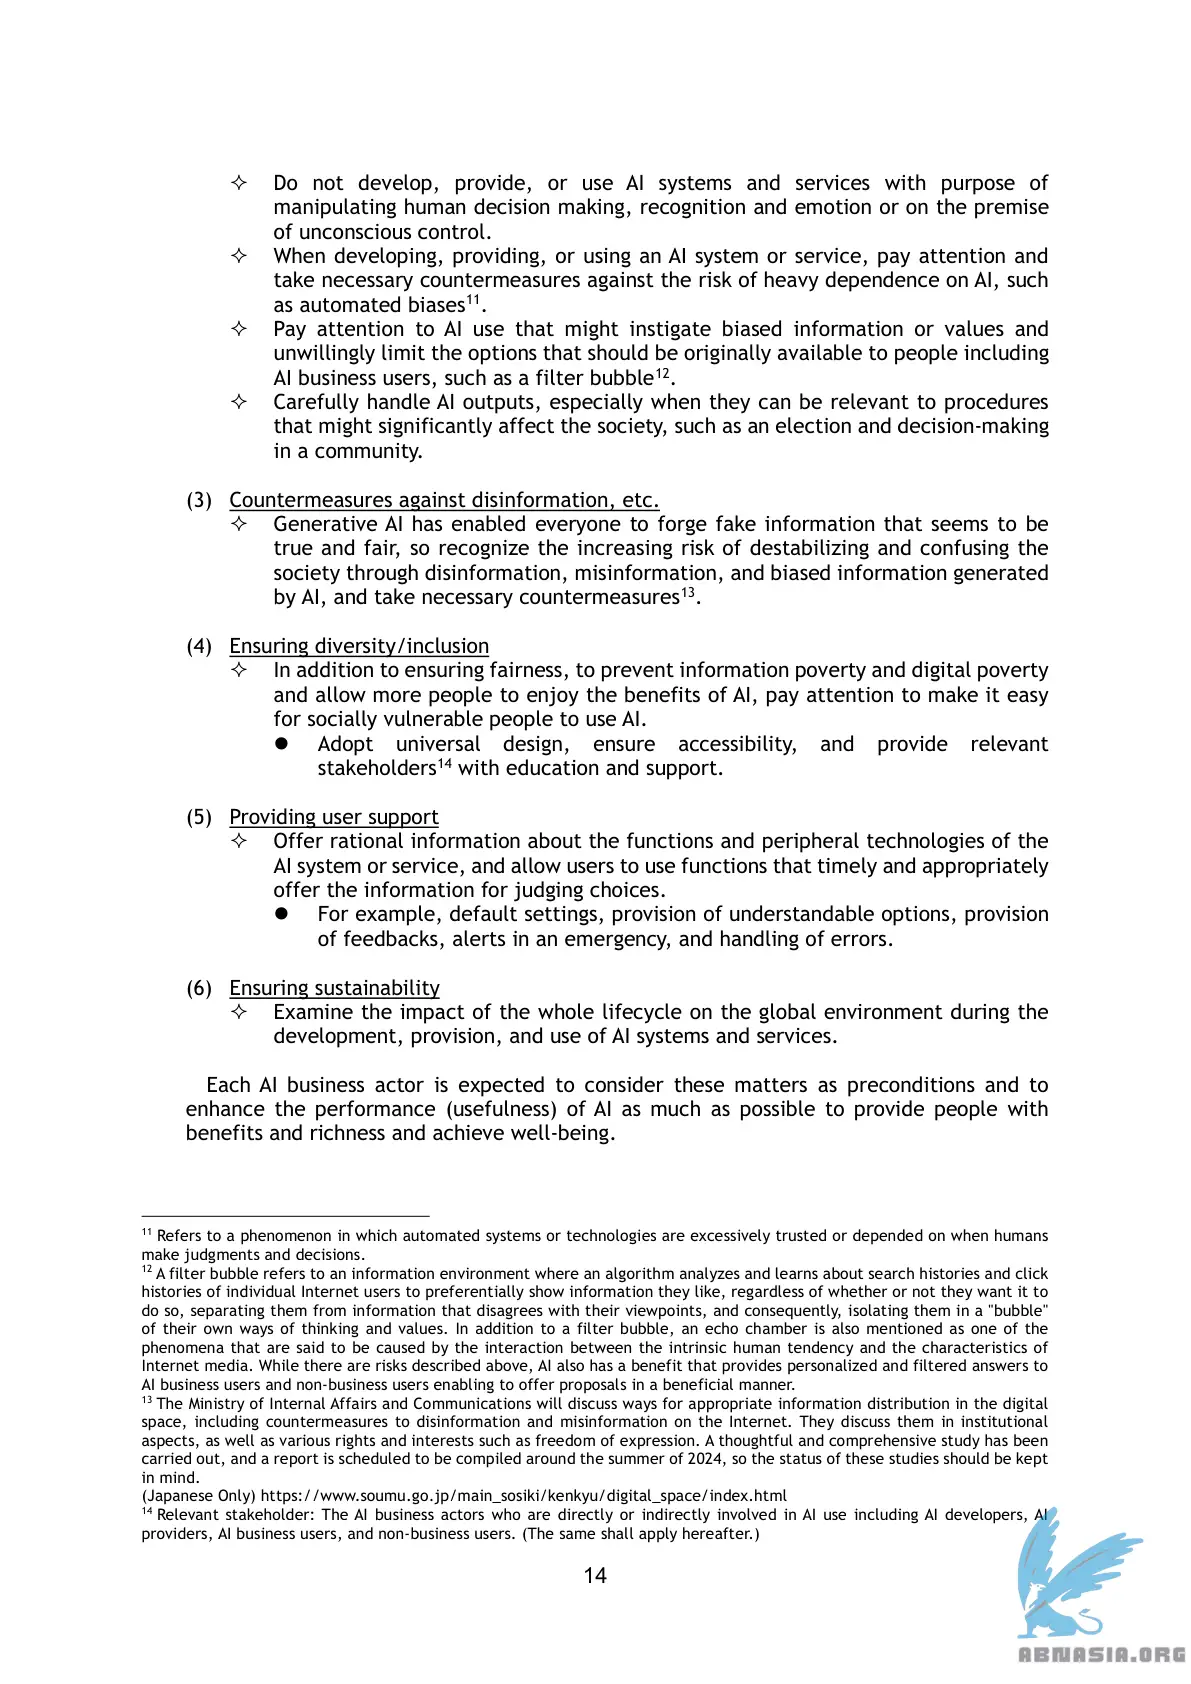 ✧ Do not develop, provide, or use AI systems and services with purpose of
manipulating human decision making, recognition and emotion or on the premise
of unconscious control.
✧ When developing, providing, or using an AI system or service, pay attention and
take necessary countermeasures against the risk of heavy dependence on AI, such
as automated biases¹¹.
✧ Pay attention to AI use that might instigate biased information or values and
unwillingly limit the options that should be originally available to people including
AI business users, such as a filter bubble¹².
✧ Carefully handle AI outputs, especially when they can be relevant to procedures
that might significantly affect the society, such as an election and decision-making
in a community.
(3) Countermeasures against disinformation, etc.
✧ Generative AI has enabled everyone to forge fake information that seems to be
true and fair, so recognize the increasing risk of destabilizing and confusing the
society through disinformation, misinformation, and biased information generated
by AI, and take necessary countermeasures¹³.
(4) Ensuring diversity/inclusion
✧ In addition to ensuring fairness, to prevent information poverty and digital poverty
and allow more people to enjoy the benefits of AI, pay attention to make it easy
for socially vulnerable people to use AI.
● Adopt universal design, ensure accessibility, and provide relevant
stakeholders¹⁴ with education and support.
(5) Providing user support
✧ Offer rational information about the functions and peripheral technologies of the
AI system or service, and allow users to use functions that timely and appropriately
offer the information for judging choices.
● For example, default settings, provision of understandable options, provision
of feedbacks, alerts in an emergency, and handling of errors.
(6) Ensuring sustainability
✧ Examine the impact of the whole lifecycle on the global environment during the
development, provision, and use of AI systems and services.
Each AI business actor is expected to consider these matters as preconditions and to
enhance the performance (usefulness) of AI as much as possible to provide people with
benefits and richness and achieve well-being.
¹¹ Refers to a phenomenon in which automated systems or technologies are excessively trusted or depended on when humans
make judgments and decisions.
¹² A filter bubble refers to an information environment where an algorithm analyzes and learns about search histories and click
histories of individual Internet users to preferentially show information they like, regardless of whether or not they want it to
do so, separating them from information that disagrees with their viewpoints, and consequently, isolating them in a "bubble"
of their own ways of thinking and values. In addition to a filter bubble, an echo chamber is also mentioned as one of the
phenomena that are said to be caused by the interaction between the intrinsic human tendency and the characteristics of
Internet media. While there are risks described above, AI also has a benefit that provides personalized and filtered answers to
AI business users and non-business users enabling to offer proposals in a beneficial manner.
¹³ The Ministry of Internal Affairs and Communications will discuss ways for appropriate information distribution in the digital
space, including countermeasures to disinformation and misinformation on the Internet. They discuss them in institutional
aspects, as well as various rights and interests such as freedom of expression. A thoughtful and comprehensive study has been
carried out, and a report is scheduled to be compiled around the summer of 2024, so the status of these studies should be kept
in mind.
(Japanese Only) https://www.soumu.go.jp/main_sosiki/kenkyu/digital_space/index.html
¹⁴ Relevant stakeholder: The AI business actors who are directly or indirectly involved in AI use including AI developers, AI
providers, AI business users, and non-business users. (The same shall apply hereafter.)
14
ABNASIA.ORG